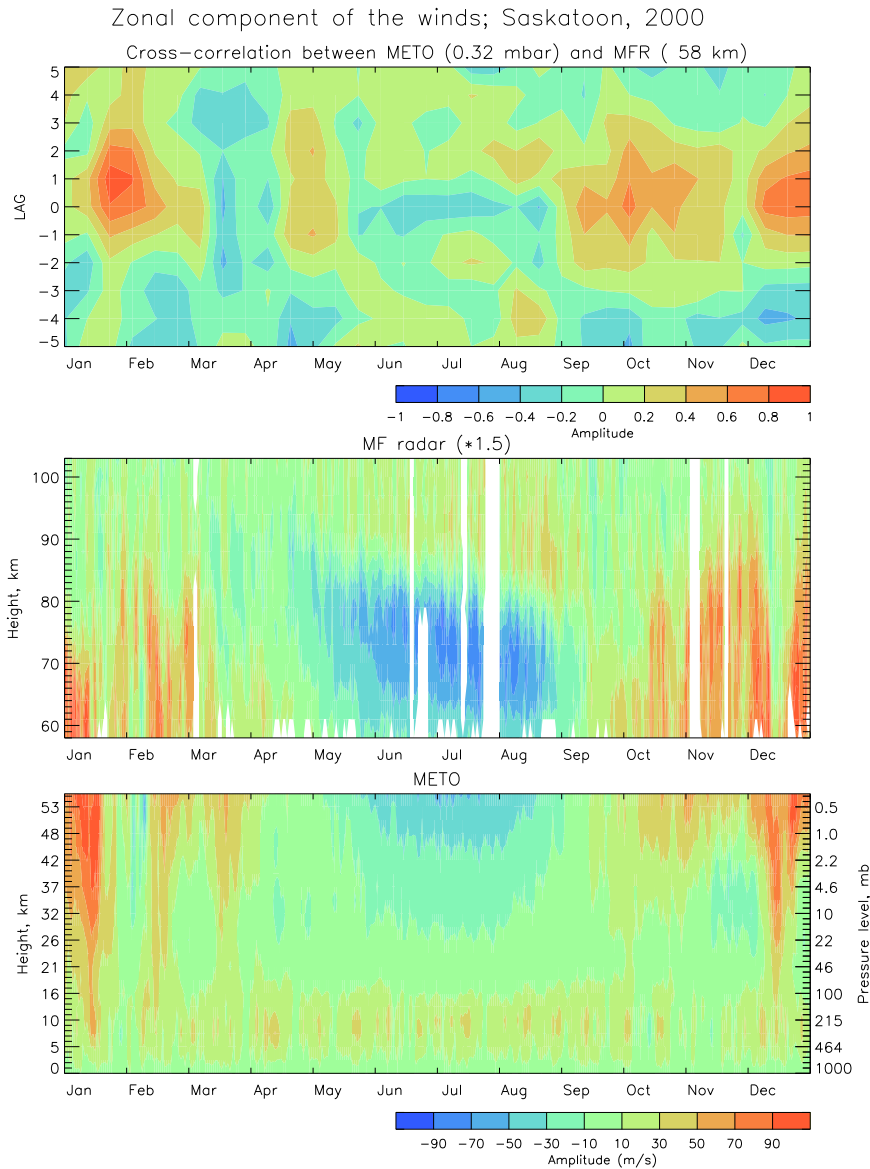 Zonal component of the winds; Saskatoon, 2000
Cross-correlation between METO (0.32 mbar) and MFR ( 58 km)
LAG
5
4
3
2
1
0
-1
-2
-3
-4
-5
Jan Feb Mar Apr May Jun Jul Aug Sep Oct Nov Dec
-1 -0.8 -0.6 -0.4 -0.2 0 0.2 0.4 0.6 0.8 1
Amplitude
MF radar (*1.5)
Height, km
100
90
80
70
60
Jan Feb Mar Apr May Jun Jul Aug Sep Oct Nov Dec
METO
Height, km
Pressure level, mb
53 0.5
48 1.0
42 2.2
37 4.6
32 10
26 22
21 46
16 100
10 215
5 464
0 1000
Jan Feb Mar Apr May Jun Jul Aug Sep Oct Nov Dec
-90 -70 -50 -30 -10 10 30 50 70 90
Amplitude (m/s)